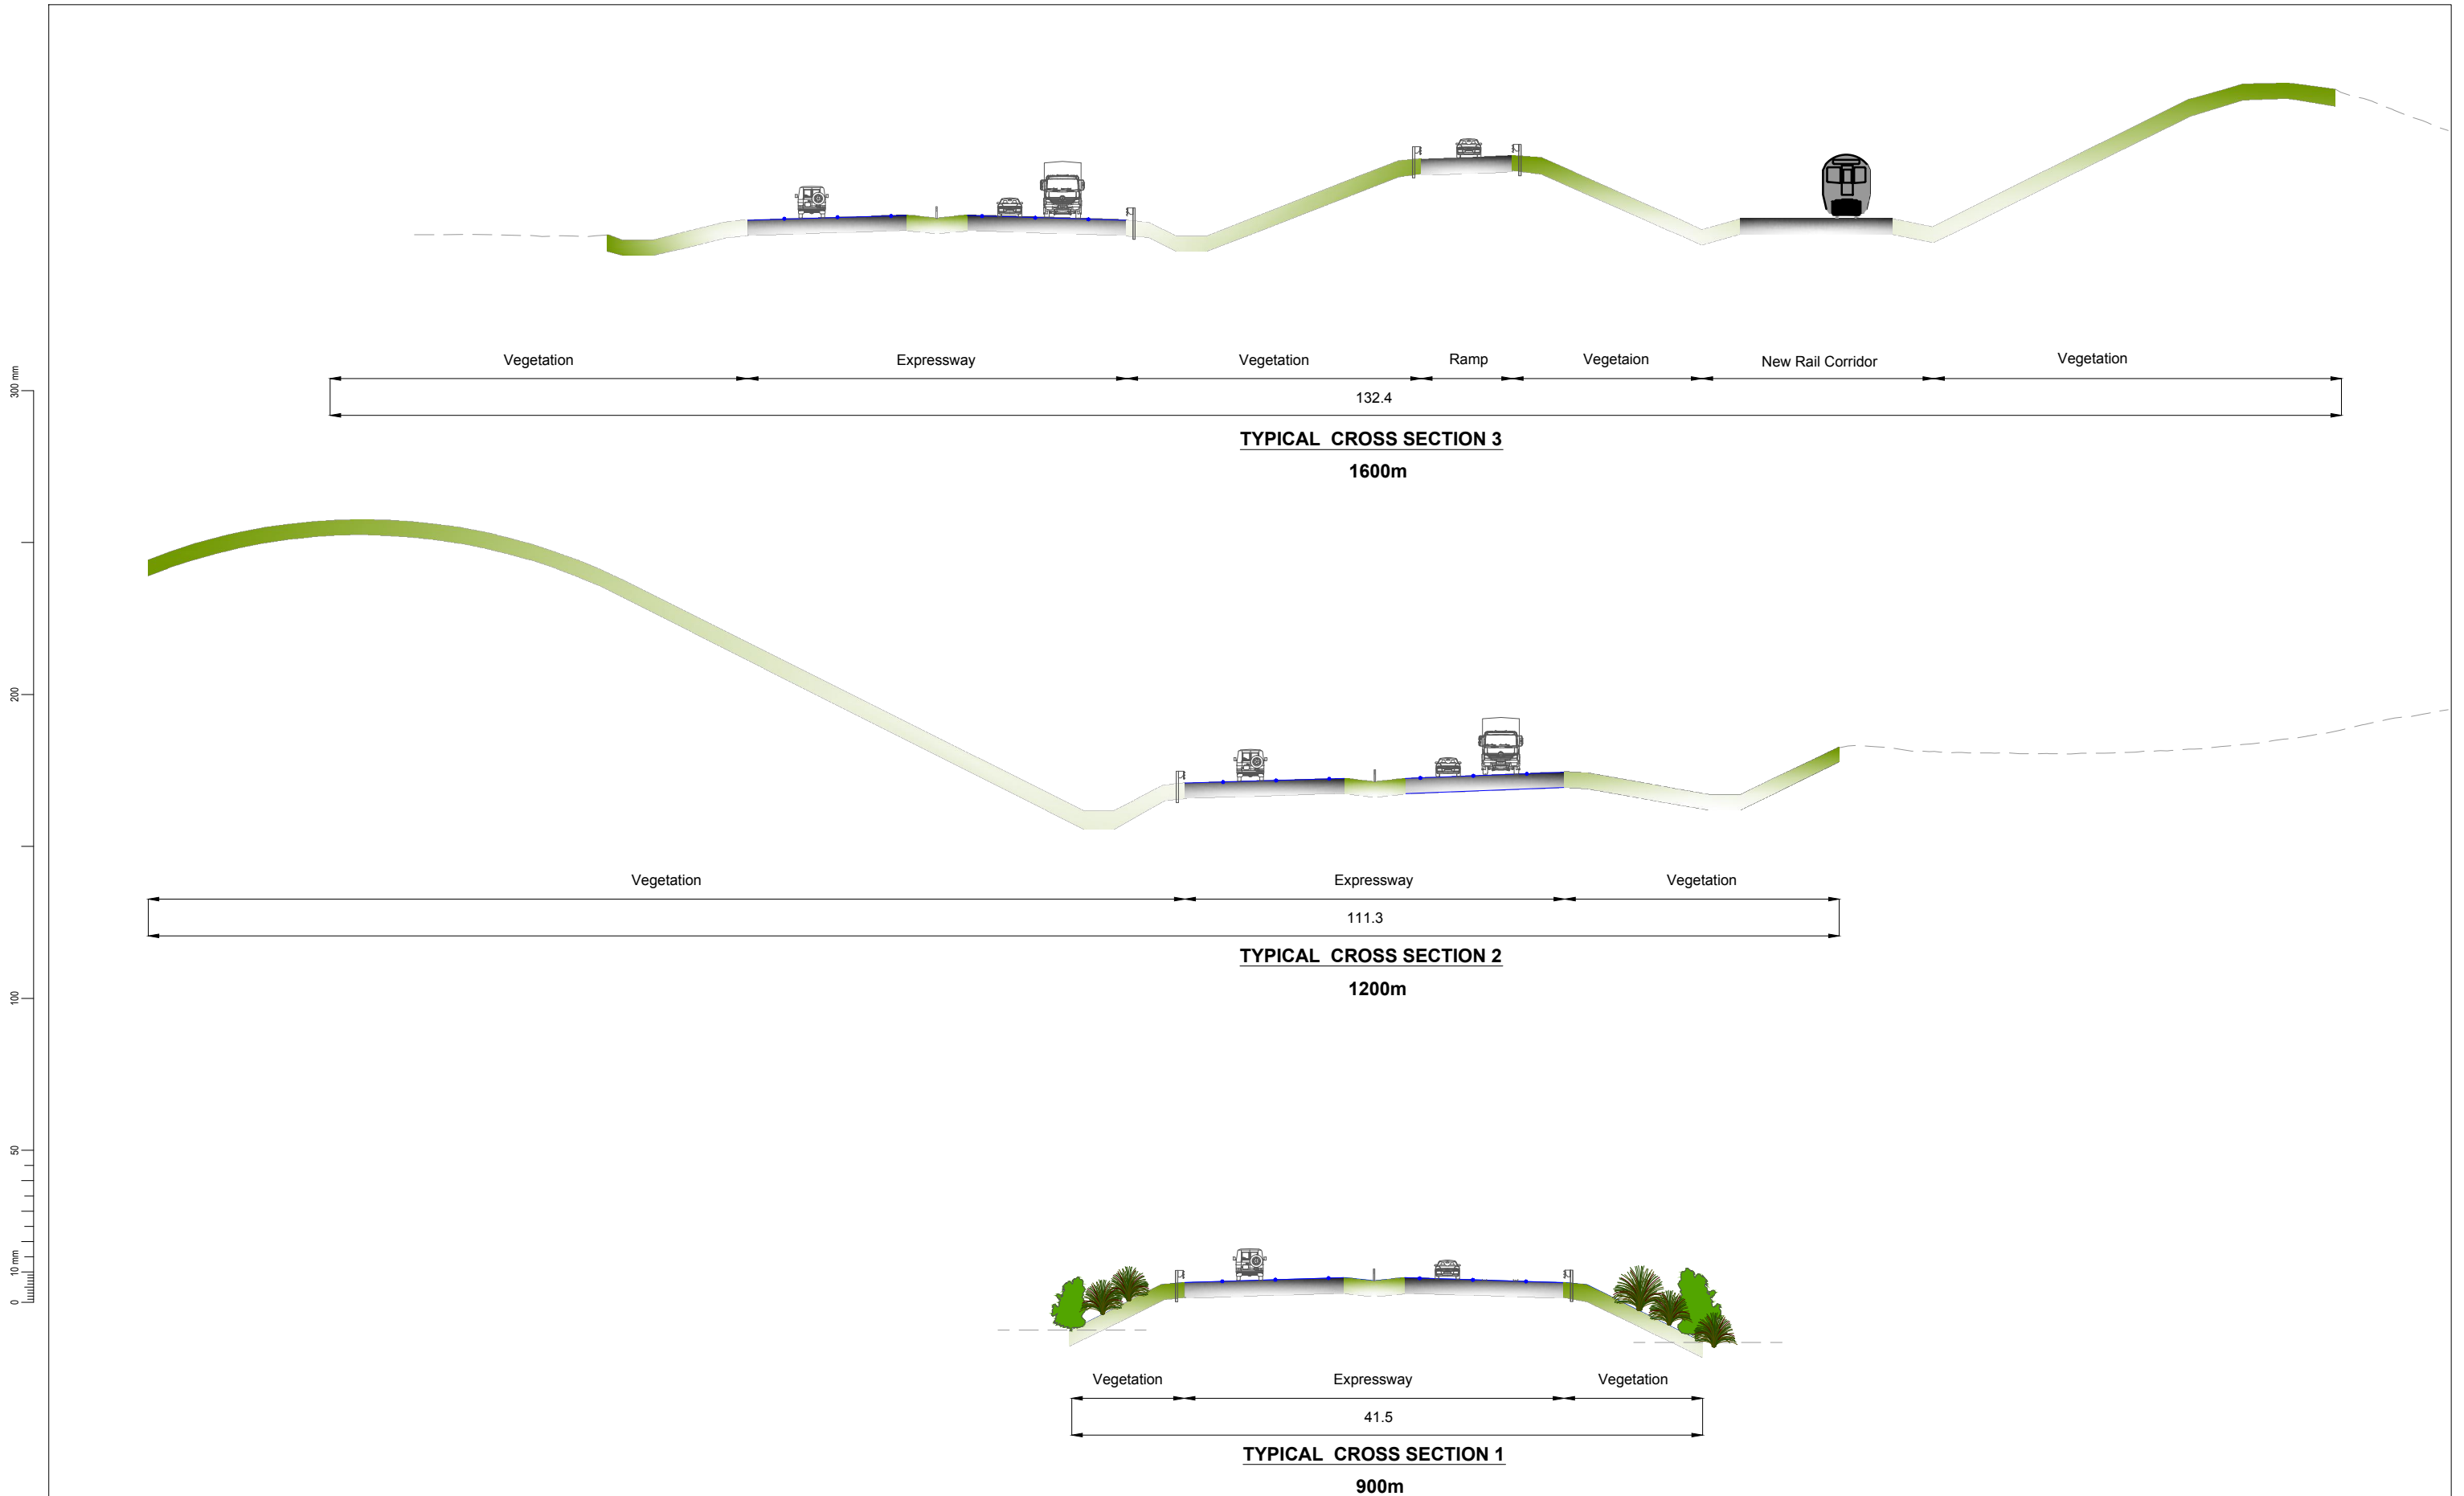 Vegetation Expressway Vegetation Ramp Vegetaion New Rail Corridor Vegetation
132.4
TYPICAL CROSS SECTION 3
1600m
Vegetation Expressway Vegetation
111.3
TYPICAL CROSS SECTION 2
1200m
Vegetation Expressway Vegetation
41.5
TYPICAL CROSS SECTION 1
900m
300 mm
200
100
50
10 mm
0